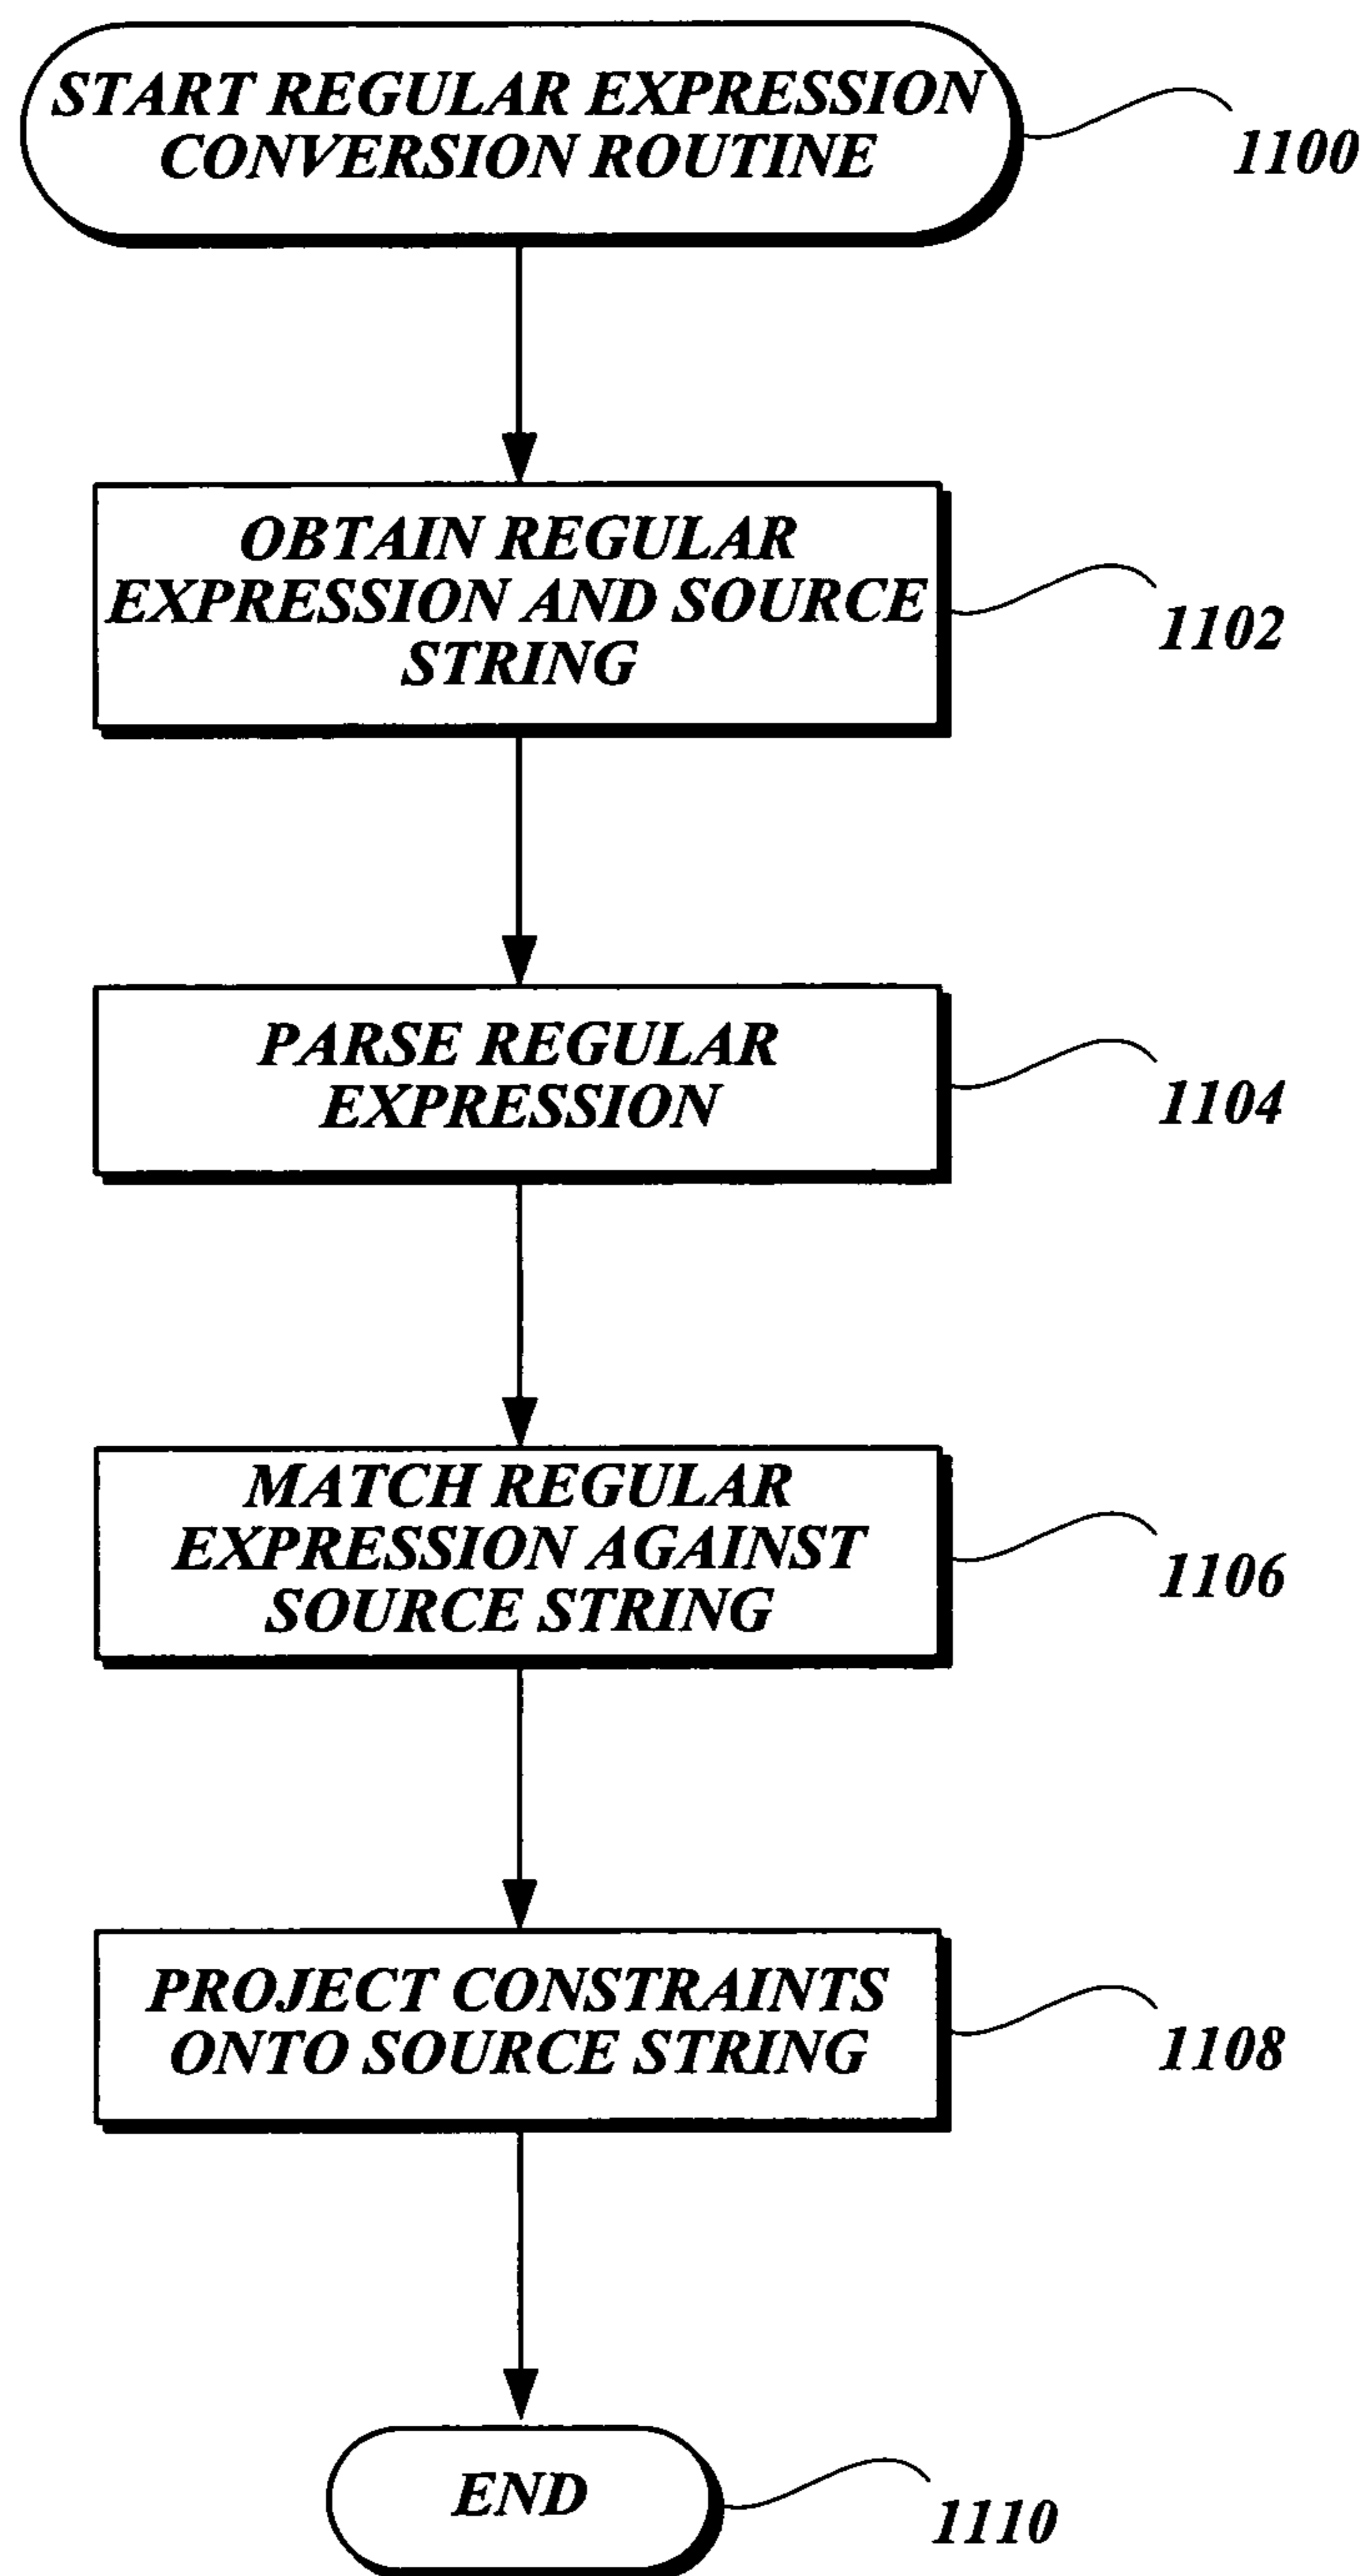 START REGULAR EXPRESSION
CONVERSION ROUTINE
1100
OBTAIN REGULAR
EXPRESSION AND SOURCE
STRING
1102
PARSE REGULAR
EXPRESSION
1104
MATCH REGULAR
EXPRESSION AGAINST
SOURCE STRING
1106
PROJECT CONSTRAINTS
ONTO SOURCE STRING
1108
END
1110